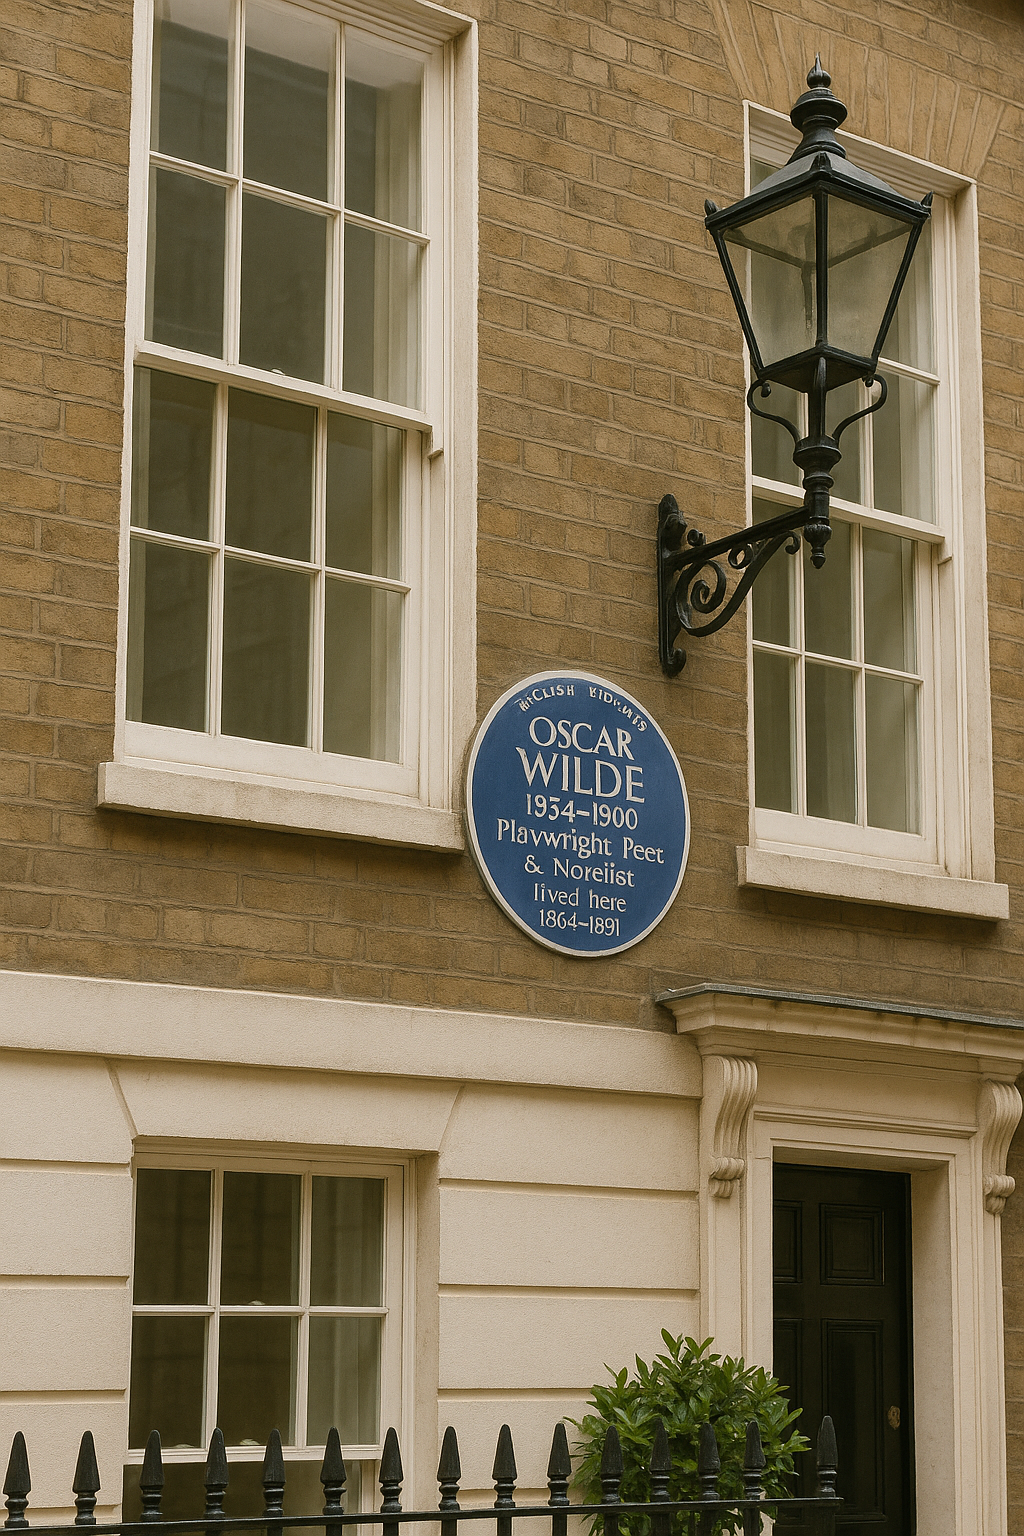 OSCAR
WILDE
1934–1900
Plavwright Peet
& Noreiist
lived here
1864–1891